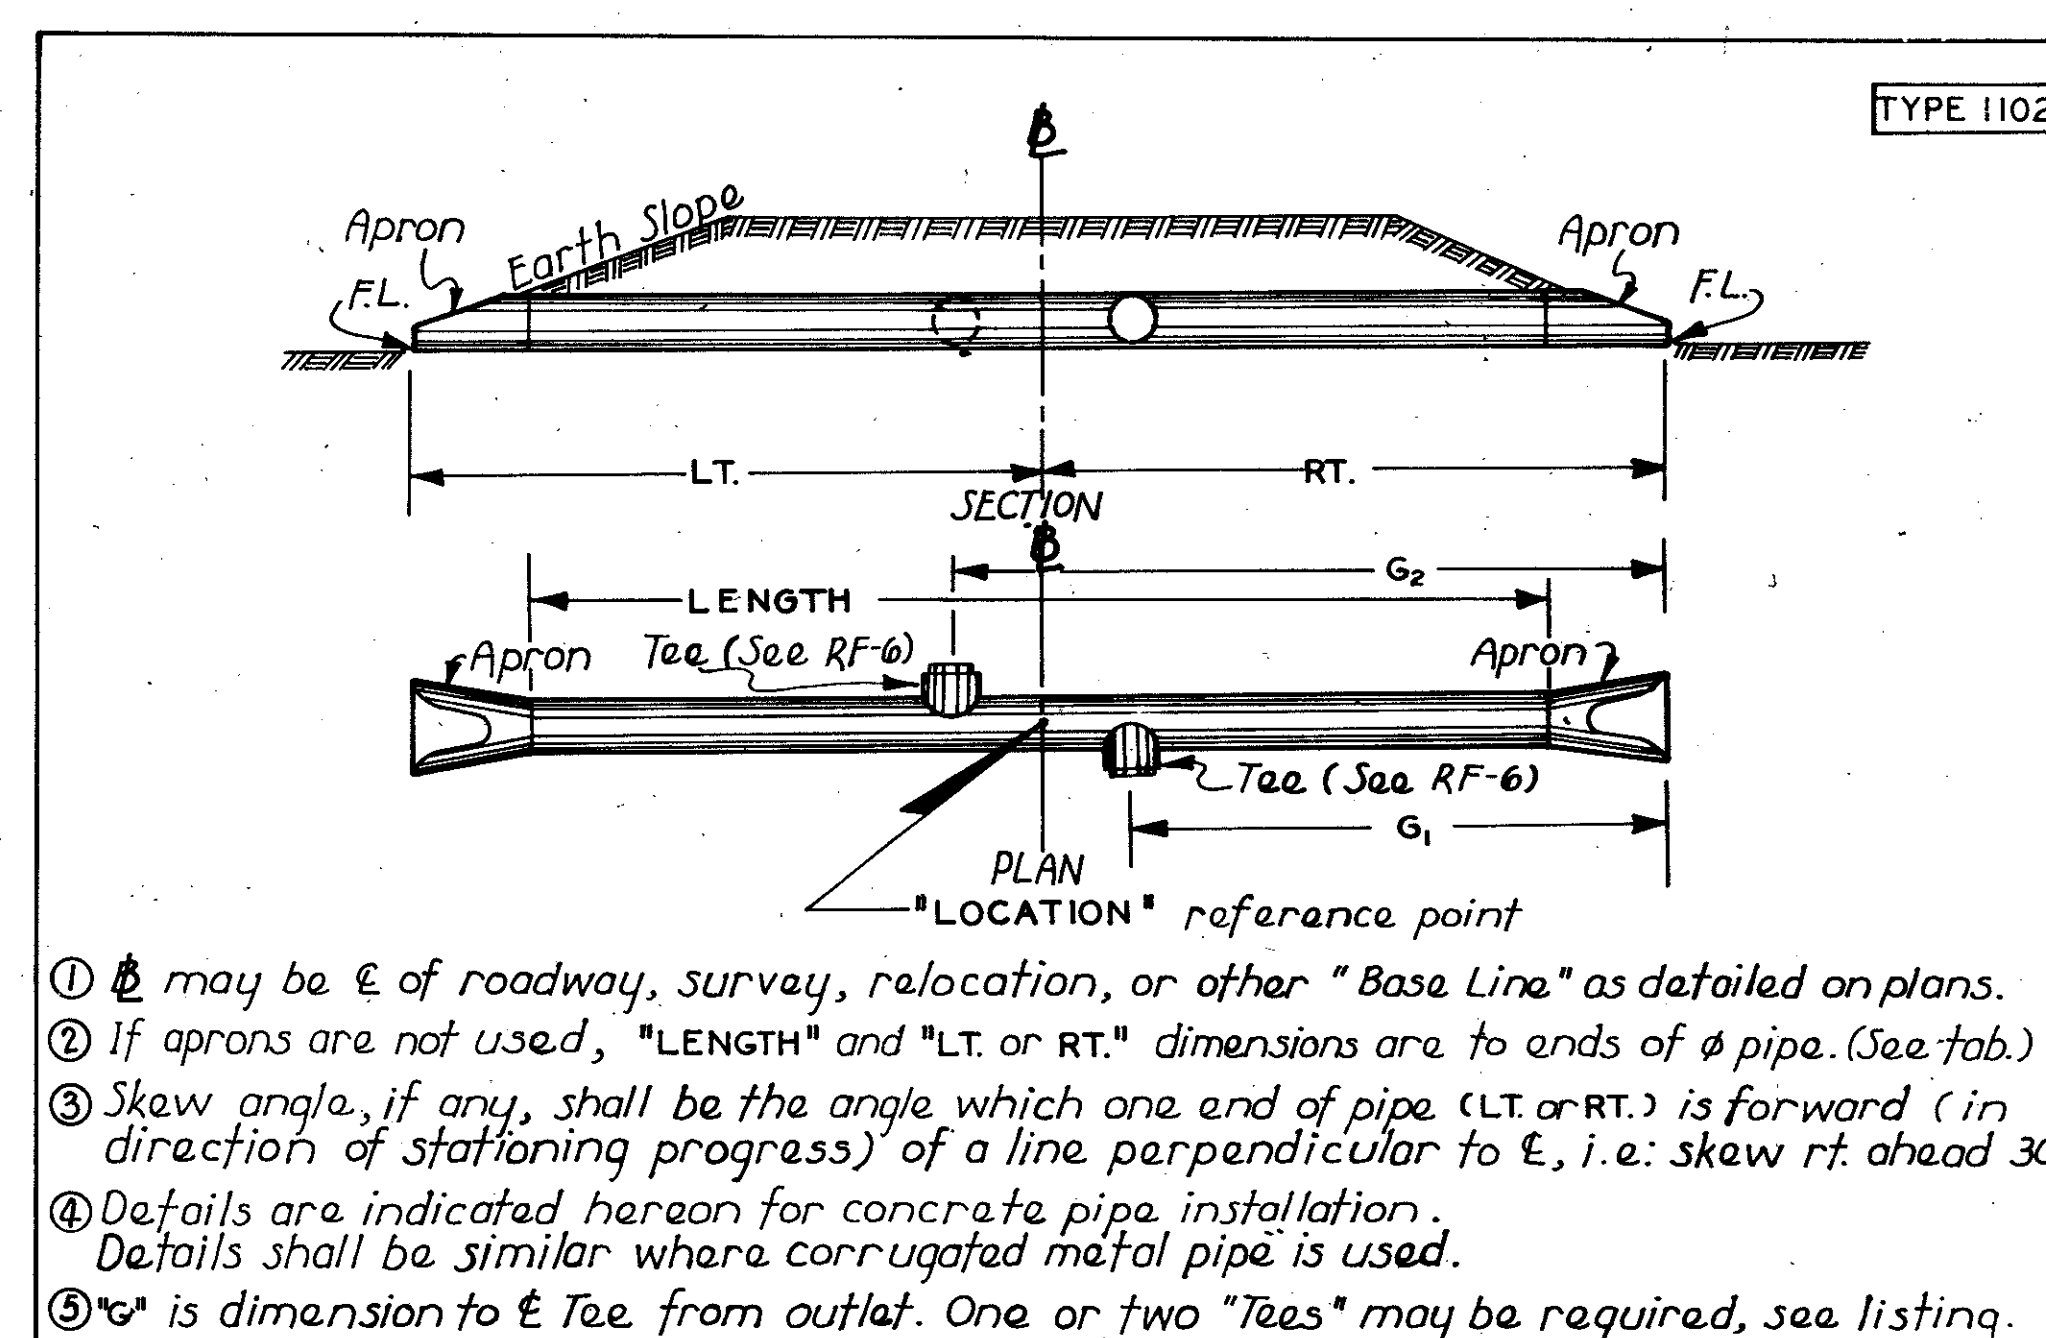 TYPE 1102
℄
Apron
Earth Slope
Apron
F.L.
F.L.
LT.
RT.
SECTION
G₂
LENGTH
Apron
Tee (See RF-6)
Apron
Tee (See RF-6)
G₁
PLAN
"LOCATION" reference point
① may be ℄ of roadway, survey, relocation, or other "Base Line" as detailed on plans.
② If aprons are not used, "LENGTH" and "LT. or RT." dimensions are to ends of ϕ pipe. (See tab.)
③ Skew angle, if any, shall be the angle which one end of pipe (LT. or RT.) is forward (in
direction of stationing progress) of a line perpendicular to ℄, i.e: skew rt. ahead 30
④ Details are indicated hereon for concrete pipe installation.
Details shall be similar where corrugated metal pipe is used.
⑤ "G" is dimension to ℄ Tee from outlet. One or two "Tees" may be required, see listing.